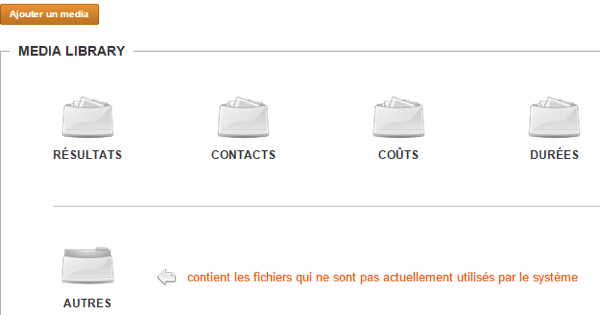 Ajouter un media
MEDIA LIBRARY
RÉSULTATS CONTACTS COÛTS DURÉES
contient les fichiers qui ne sont pas actuellement utilisés par le système
AUTRES